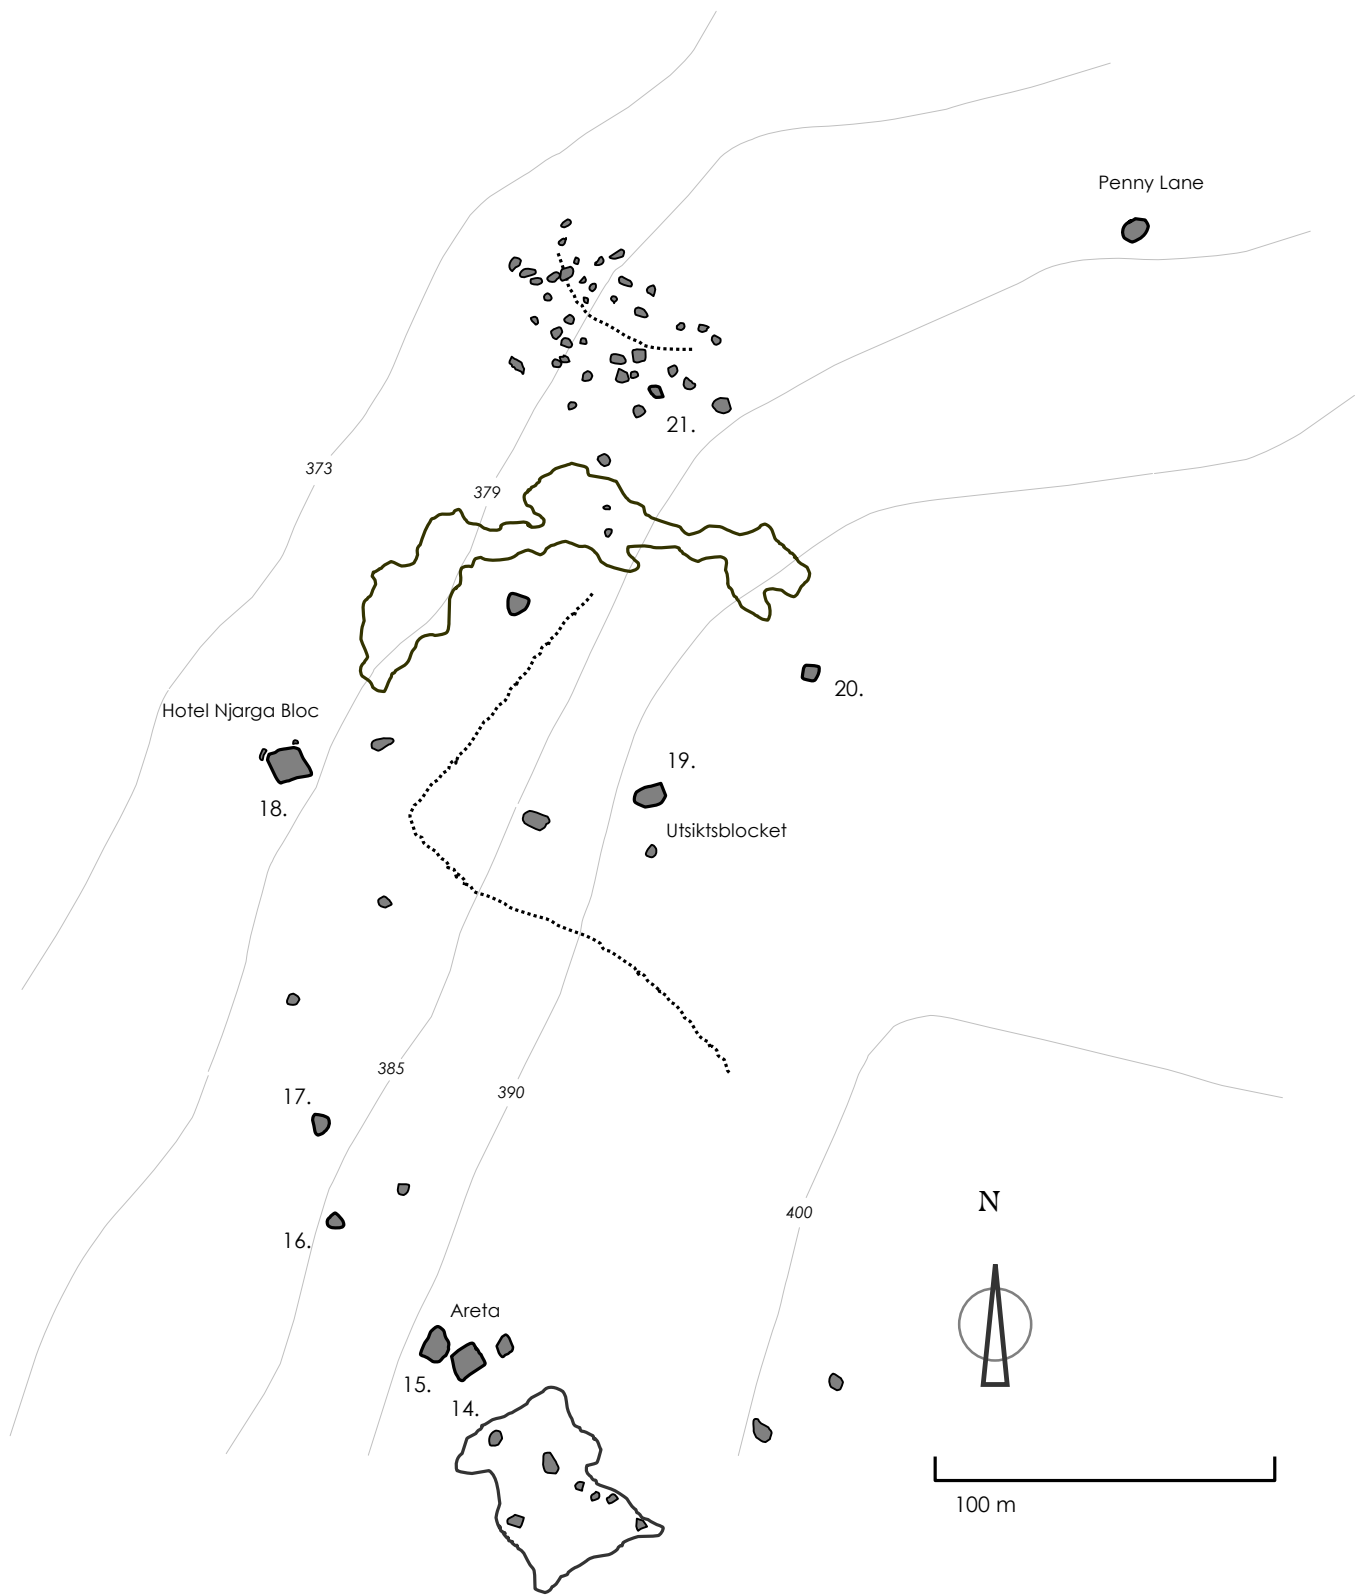 Penny Lane
21.
373
379
20.
Hotel Njarga Bloc
19.
18.
Utsiktsblocket
385
390
17.
N
400
16.
Areta
15.
14.
100 m